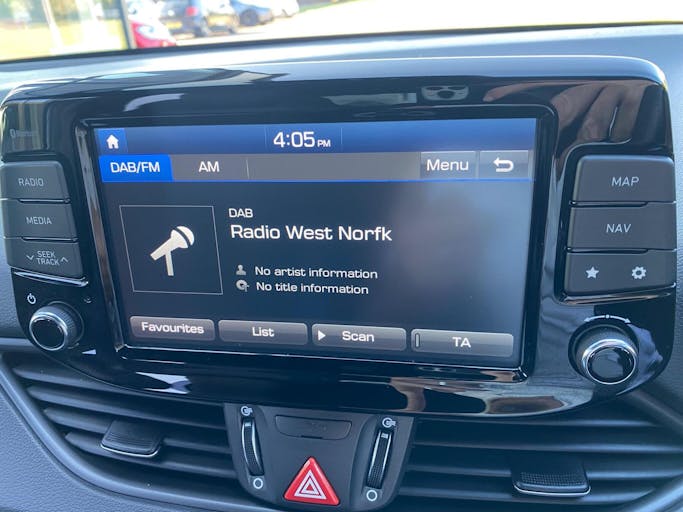 4:05 PM
DAB/FM AM Menu
DAB
Radio West Norfk
No artist information
No title information
Favourites List Scan TA
RADIO
MEDIA
SEEK
TRACK
MAP
NAV